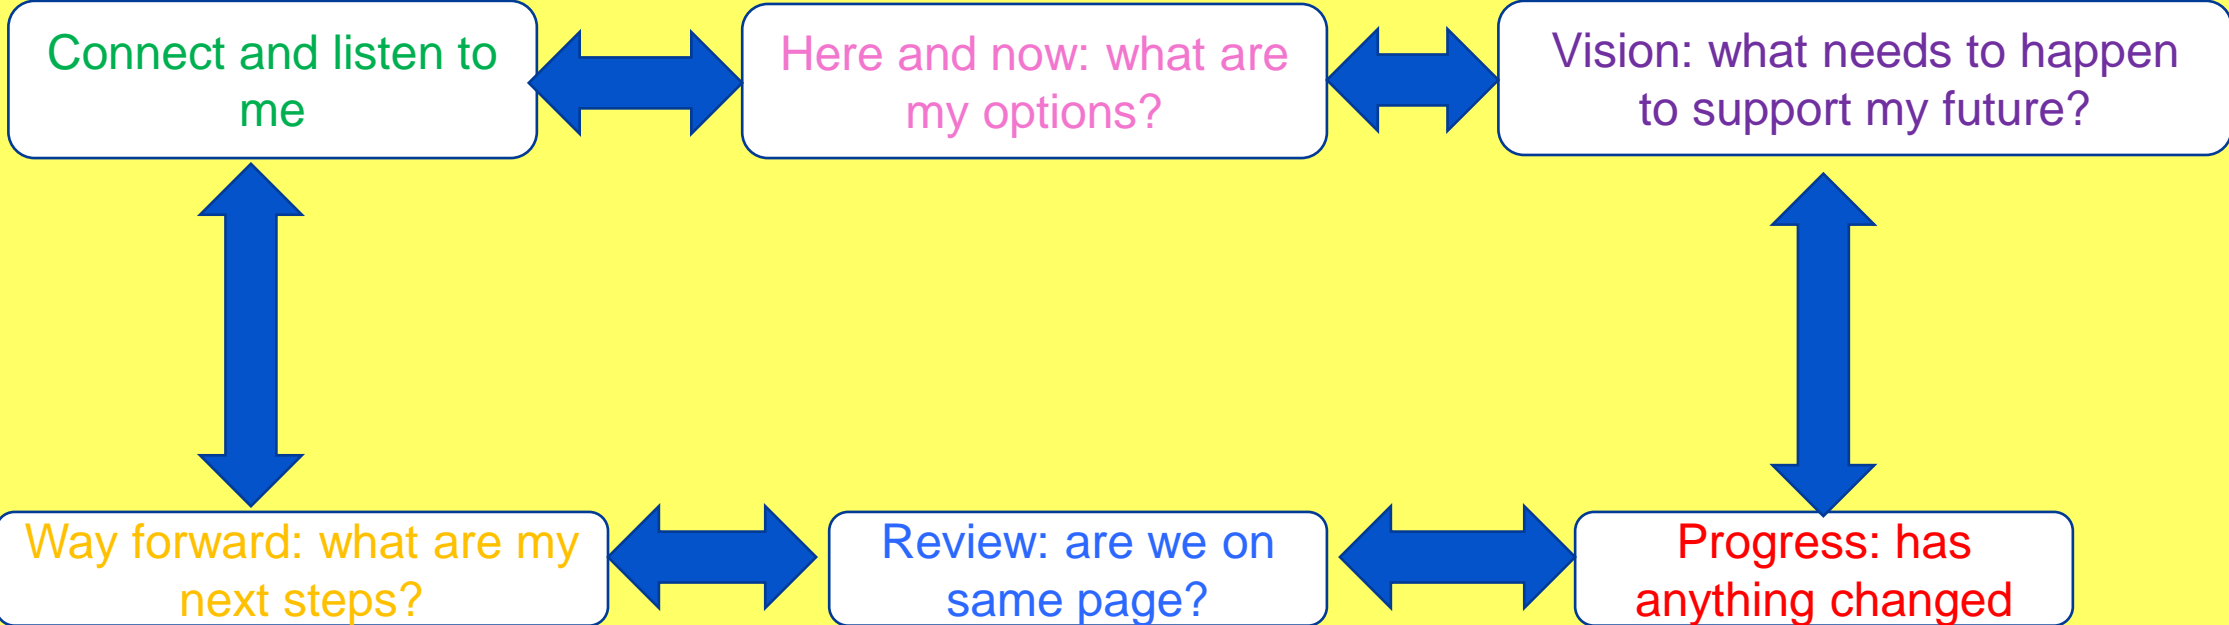 Connect and listen to
me
Here and now: what are
my options?
Vision: what needs to happen
to support my future?
Way forward: what are my
next steps?
Review: are we on
same page?
Progress: has
anything changed